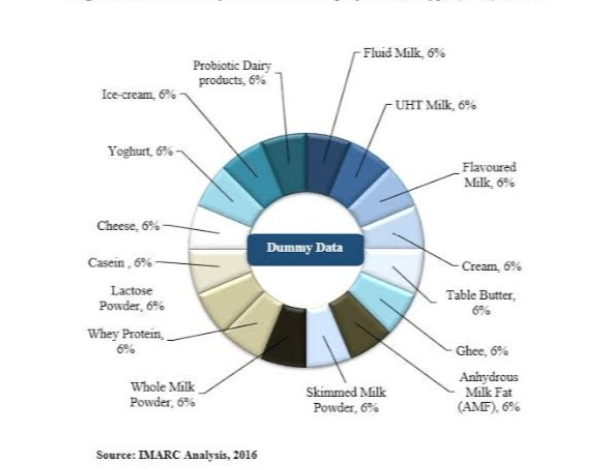 Fluid Milk, 6%
UHT Milk, 6%
Flavoured
Milk, 6%
Cream, 6%
Table Butter,
6%
Ghee, 6%
Anhydrous
Milk Fat
(AMF), 6%
Skimmed Milk
Powder, 6%
Whole Milk
Powder, 6%
Whey Protein,
6%
Lactose
Powder, 6%
Casein , 6%
Cheese, 6%
Yoghurt, 6%
Ice-cream, 6%
Probiotic Dairy
products, 6%
Dummy Data
Source: IMARC Analysis, 2016